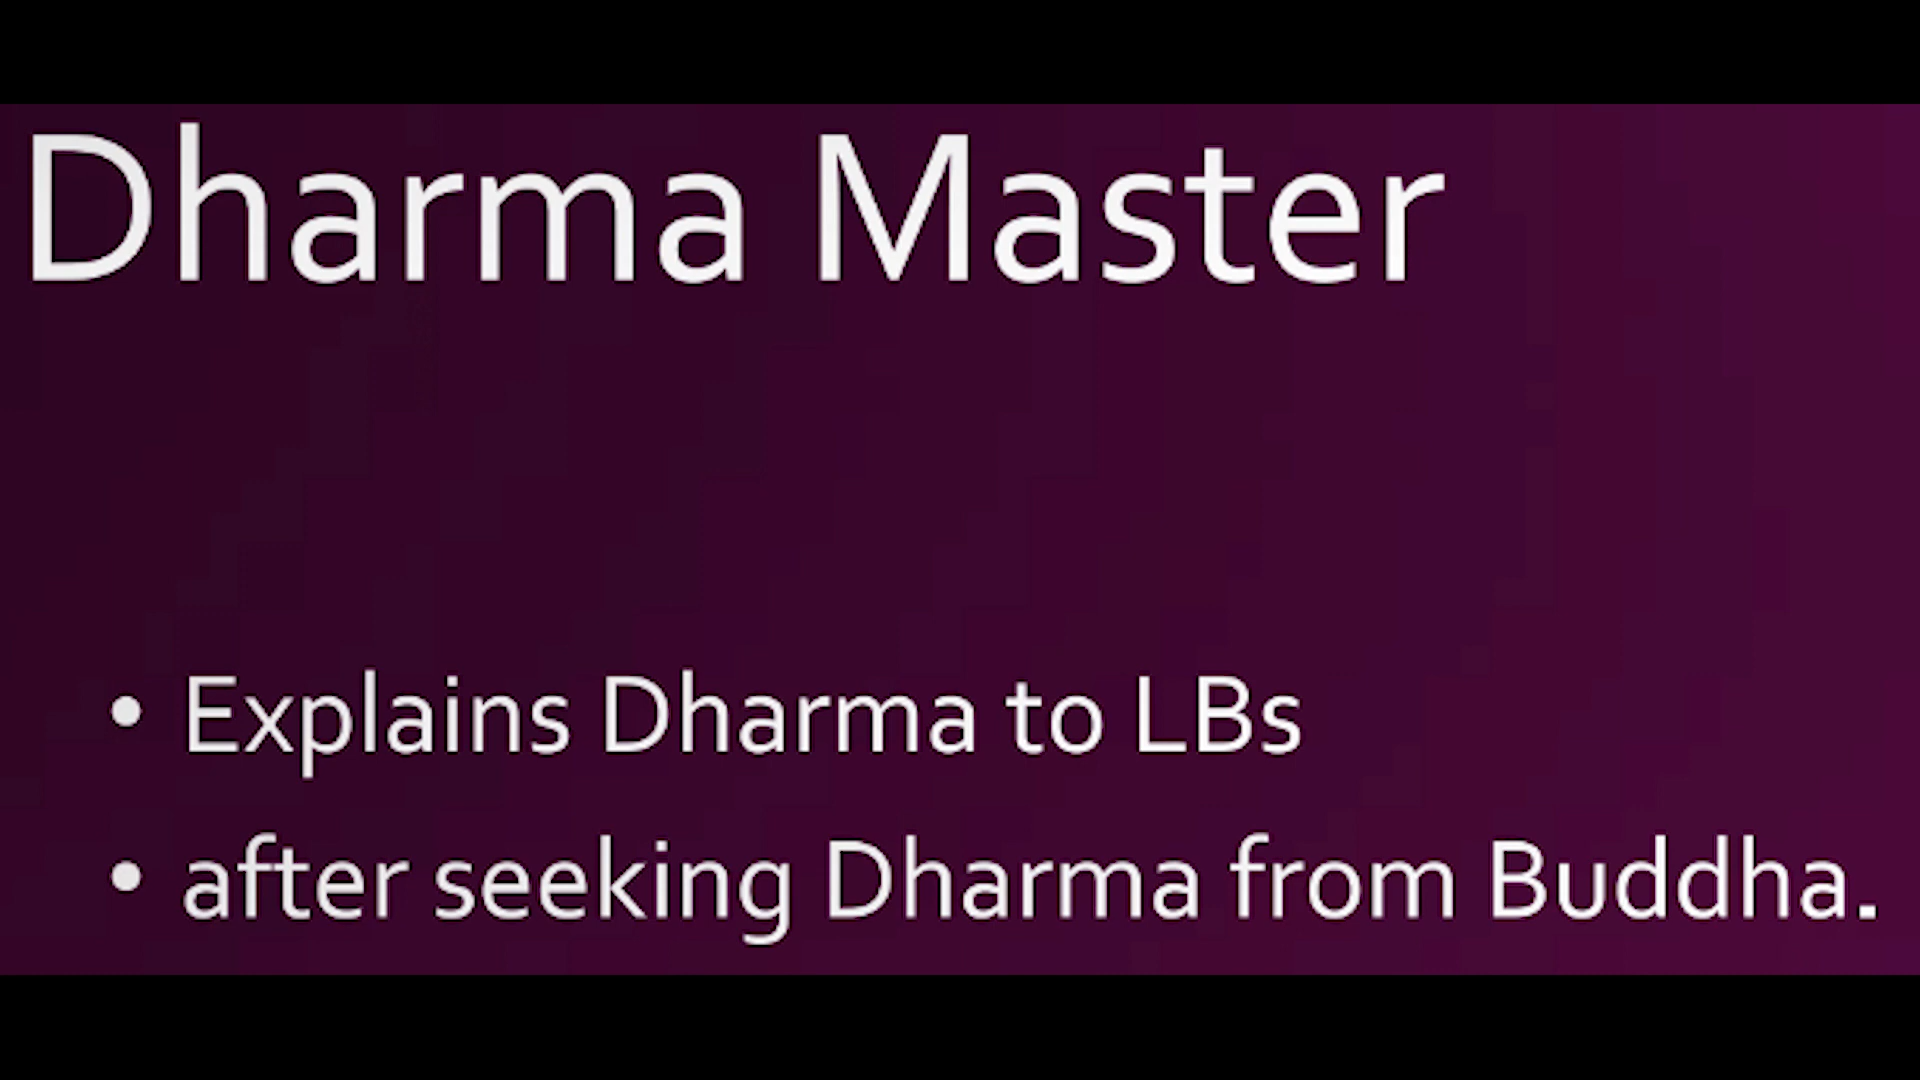 Dharma Master
• Explains Dharma to LBs
• after seeking Dharma from Buddha.